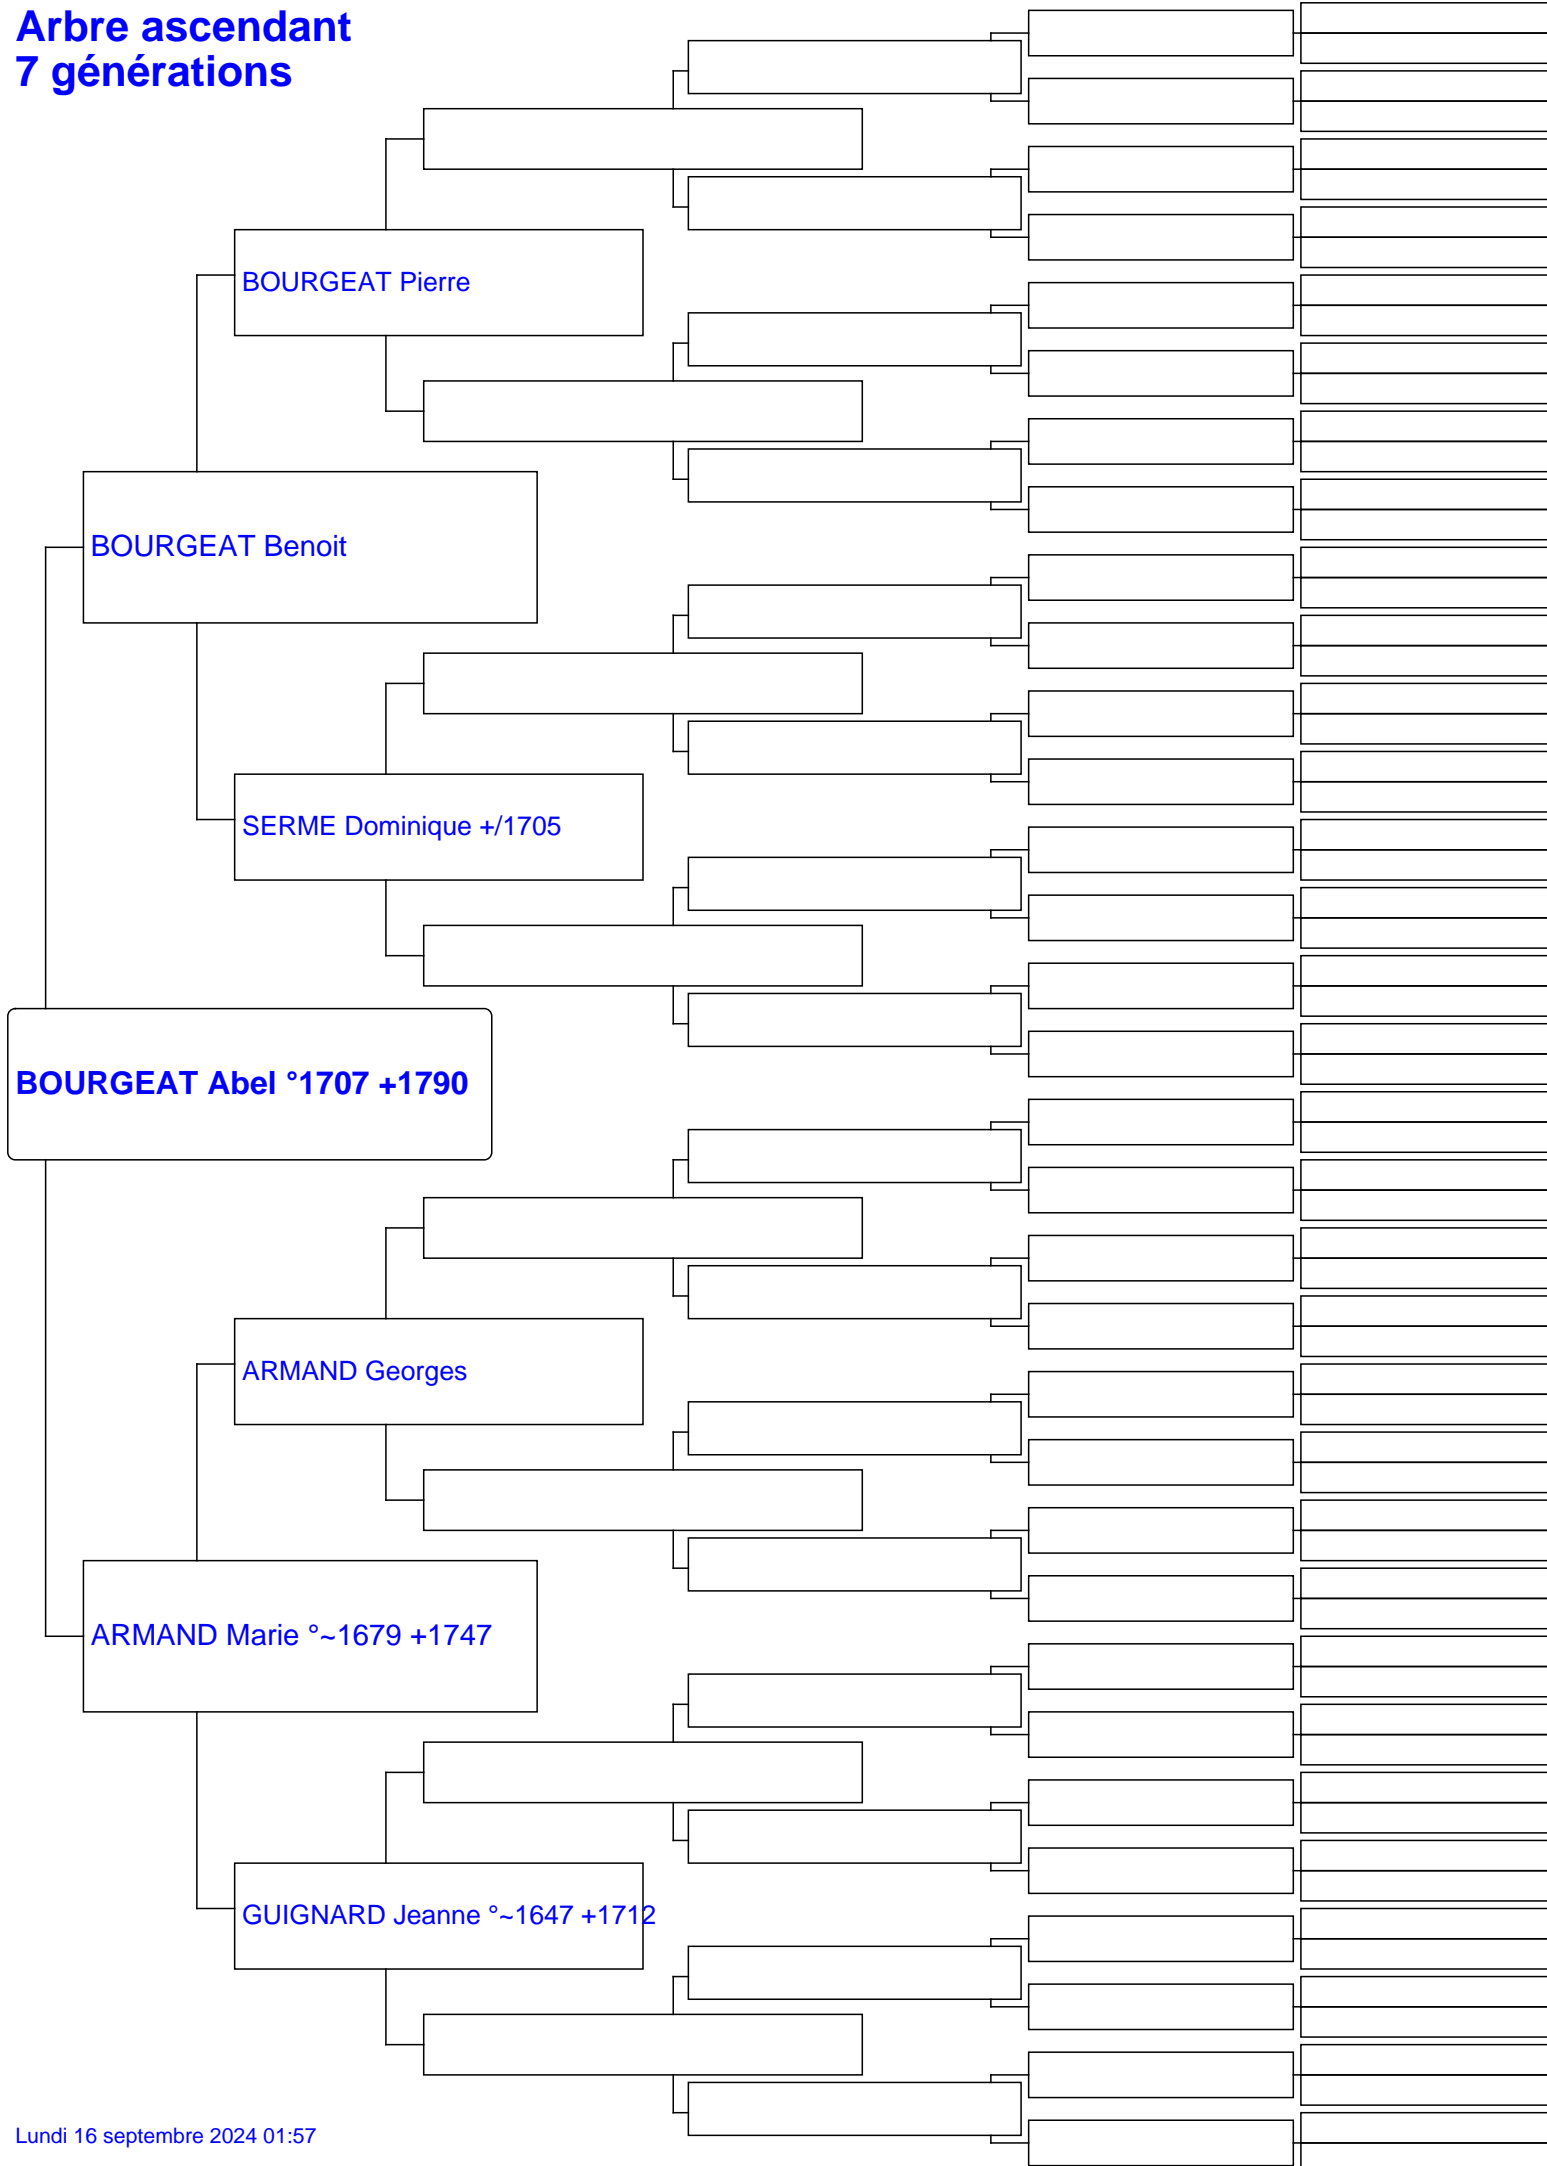 Arbre ascendant
7 générations
BOURGEAT Pierre
BOURGEAT Benoit
SERME Dominique +/1705
BOURGEAT Abel °1707 +1790
ARMAND Georges
ARMAND Marie °~1679 +1747
GUIGNARD Jeanne °~1647 +1712
Lundi 16 septembre 2024 01:57